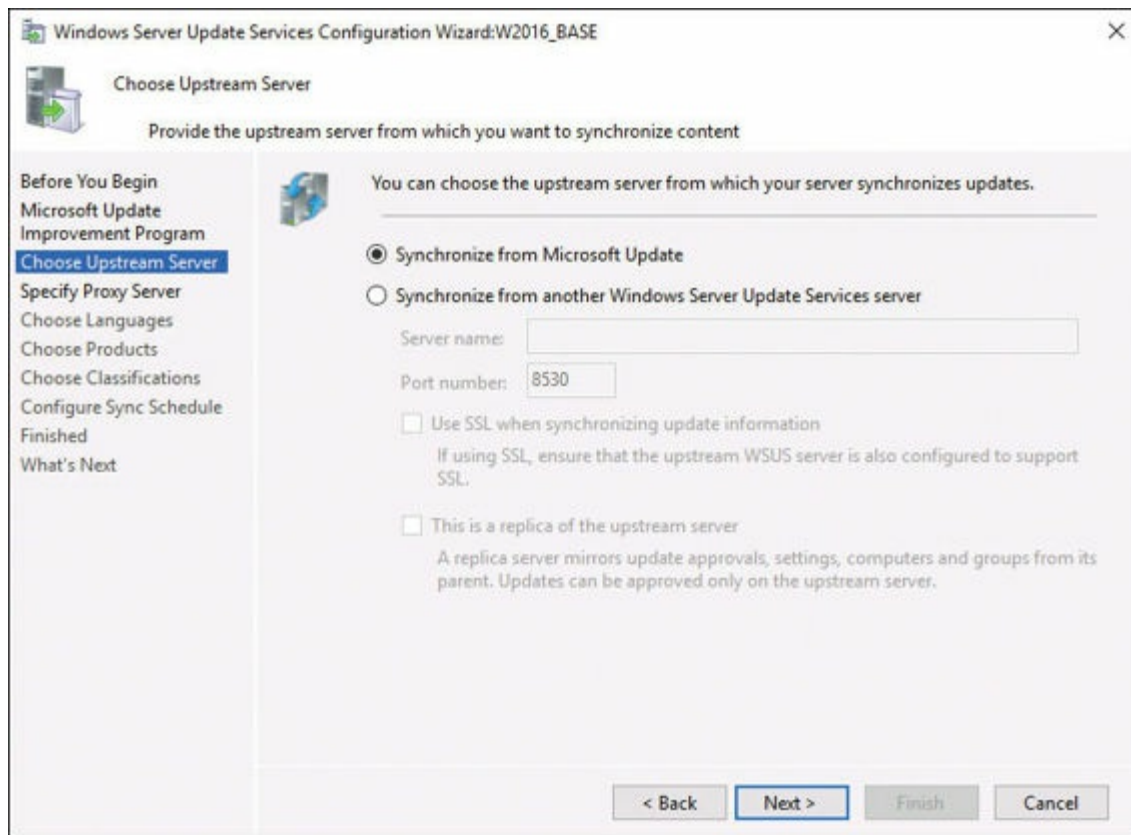 Windows Server Update Services Configuration Wizard:W2016_BASE
Choose Upstream Server
Provide the upstream server from which you want to synchronize content
Before You Begin
Microsoft Update
Improvement Program
Choose Upstream Server
Specify Proxy Server
Choose Languages
Choose Products
Choose Classifications
Configure Sync Schedule
Finished
What's Next
You can choose the upstream server from which your server synchronizes updates.
Synchronize from Microsoft Update
Synchronize from another Windows Server Update Services server
Server name:
Port number: 8530
Use SSL when synchronizing update information
If using SSL, ensure that the upstream WSUS server is also configured to support
SSL.
This is a replica of the upstream server
A replica server mirrors update approvals, settings, computers and groups from its
parent. Updates can be approved only on the upstream server.
< Back Next > Finish Cancel